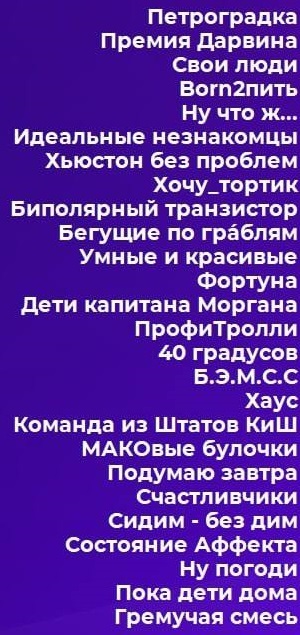 Петроградка
Премия Дарвина
Свои люди
Born2пить
Ну что ж...
Идеальные незнакомцы
Хьюстон без проблем
Хочу_тортик
Биполярный транзистор
Бегущие по грáблям
Умные и красивые
Фортуна
Дети капитана Моргана
ПрофиТролли
40 градусов
Б.Э.М.С.С
Хаус
Команда из Штатов КиШ
МАКОвые булочки
Подумаю завтра
Счастливчики
Сидим - без дим
Состояние Аффекта
Ну погоди
Пока дети дома
Гремучая смесь